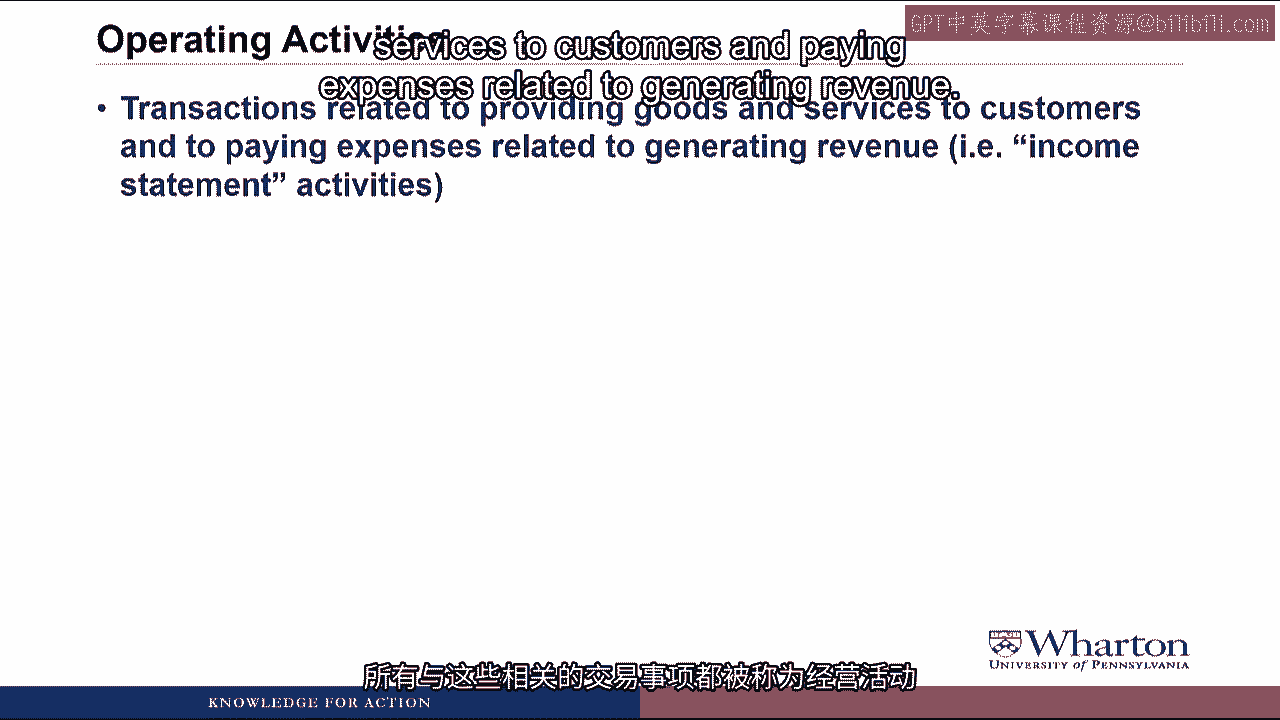 GPT中英字幕课程资源@bilibili.com
Operating Activities
services to customers and paying
expenses related to generating revenue.
• Transactions related to providing goods and services to customers
and to paying expenses related to generating revenue (i.e. “income
statement” activities)
Wharton
UNIVERSITY of PENNSYLVANIA
所有与这些相关的交易事项都被称为经营活动
KNOWLEDGE FOR ACTION